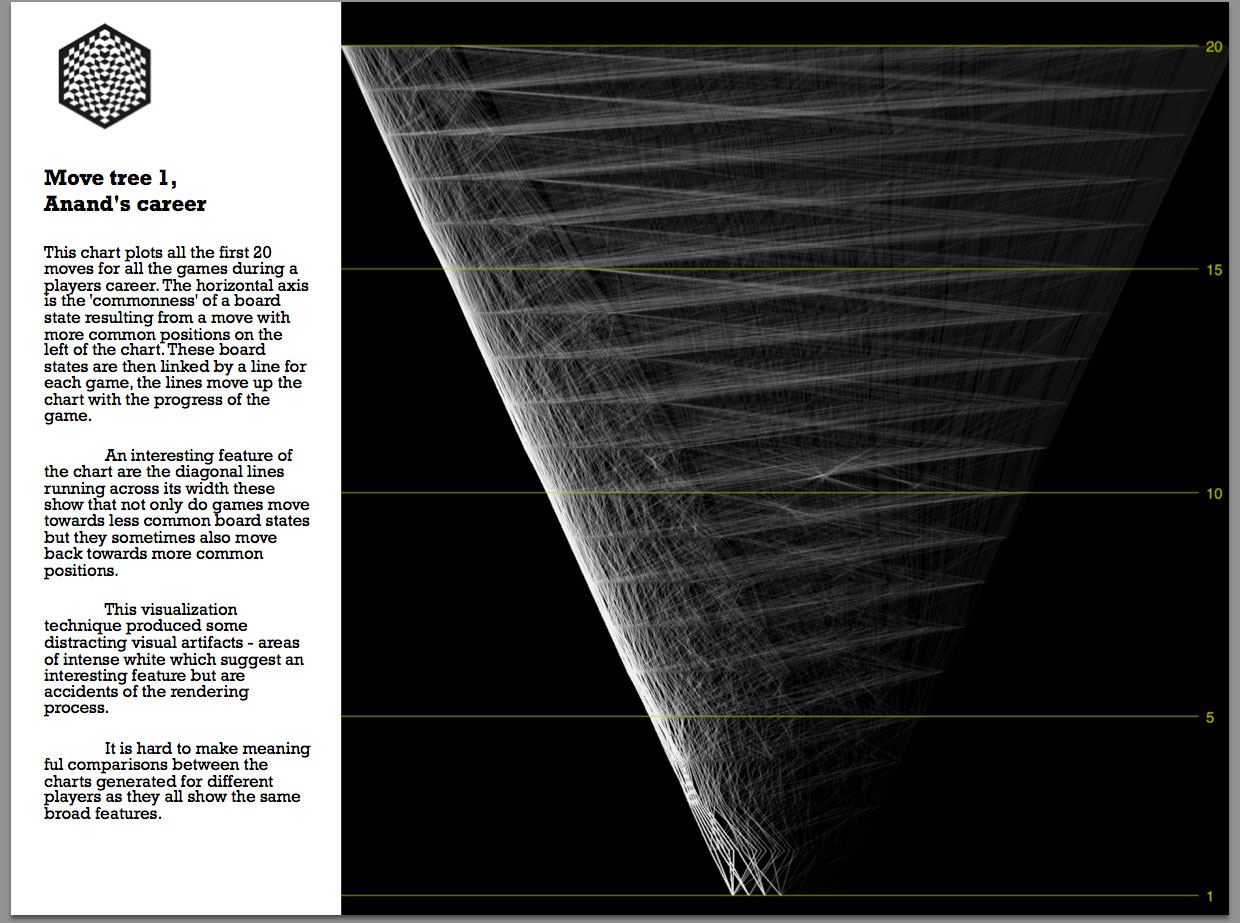 Move tree 1,
Anand's career
This chart plots all the first 20
moves for all the games during a
players career. The horizontal axis
is the 'commonness' of a board
state resulting from a move with
more common positions on the
left of the chart. These board
states are then linked by a line for
each game, the lines move up the
chart with the progress of the
game.
An interesting feature of
the chart are the diagonal lines
running across its width these
show that not only do games move
towards less common board states
but they sometimes also move
back towards more common
positions.
This visualization
technique produced some
distracting visual artifacts - areas
of intense white which suggest an
interesting feature but are
accidents of the rendering
process.
It is hard to make meaning
ful comparisons between the
charts generated for different
players as they all show the same
broad features.
20
15
10
5
1